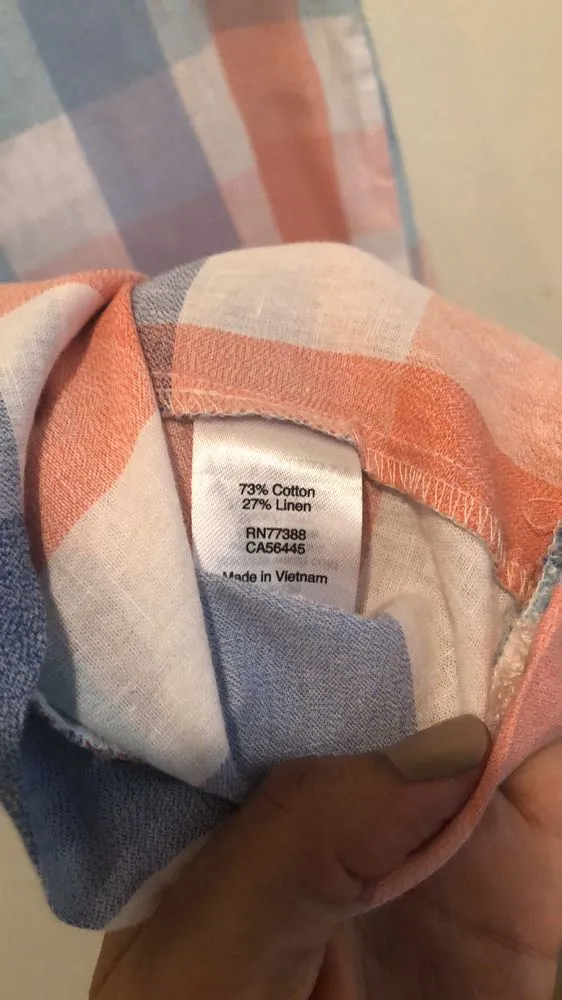 73% Cotton
27% Linen
RN77388
CA56445
Made in Vietnam